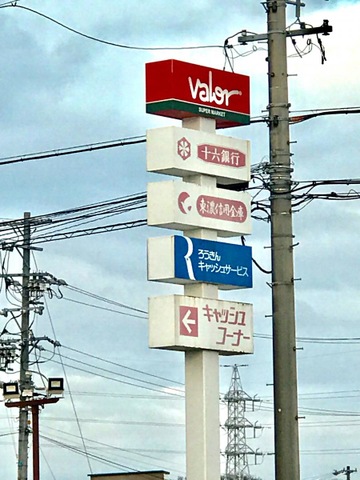 valor
SUPER MARKET
十六銀行
東濃信用金庫
ろうきん
キャッシュサービス
キャッシュ
コーナー